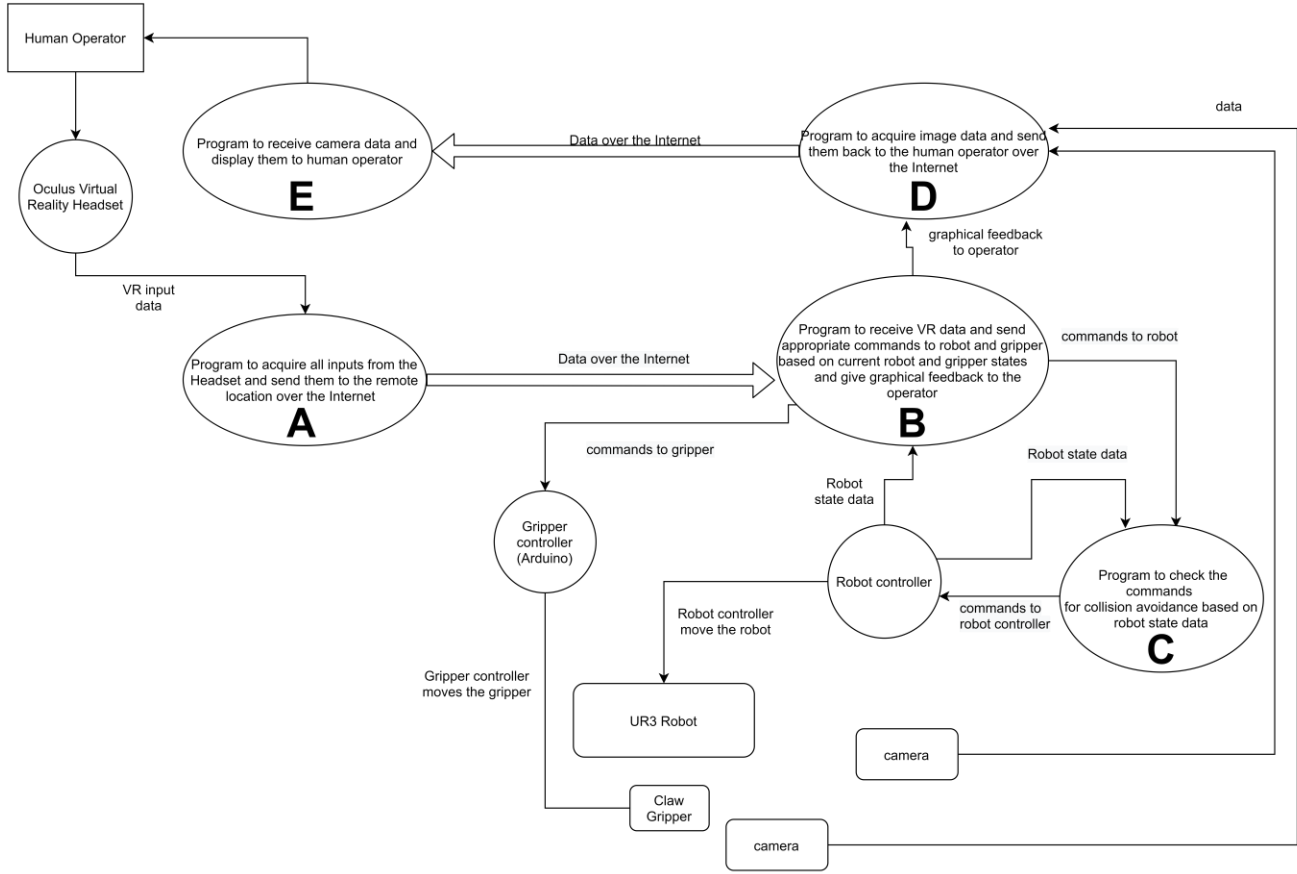 Human Operator
data
Program to receive camera data and
display them to human operator
E
Data over the Internet
Program to acquire image data and send
them back to the human operator over
the Internet
D
Oculus Virtual
Reality Headset
graphical feedback
to operator
VR input
data
Program to acquire all inputs from the
Headset and send them to the remote
location over the Internet
A
Data over the Internet
Program to receive VR data and send
appropriate commands to robot and gripper
based on current robot and gripper states
and give graphical feedback to the
operator
B
commands to robot
commands to gripper
Robot state data
Robot
state data
Gripper
controller
(Arduino)
Robot controller
Program to check the
commands
for collision avoidance based on
robot state data
C
commands to
robot controller
Robot controller
move the robot
Gripper controller
moves the gripper
UR3 Robot
camera
Claw
Gripper
camera